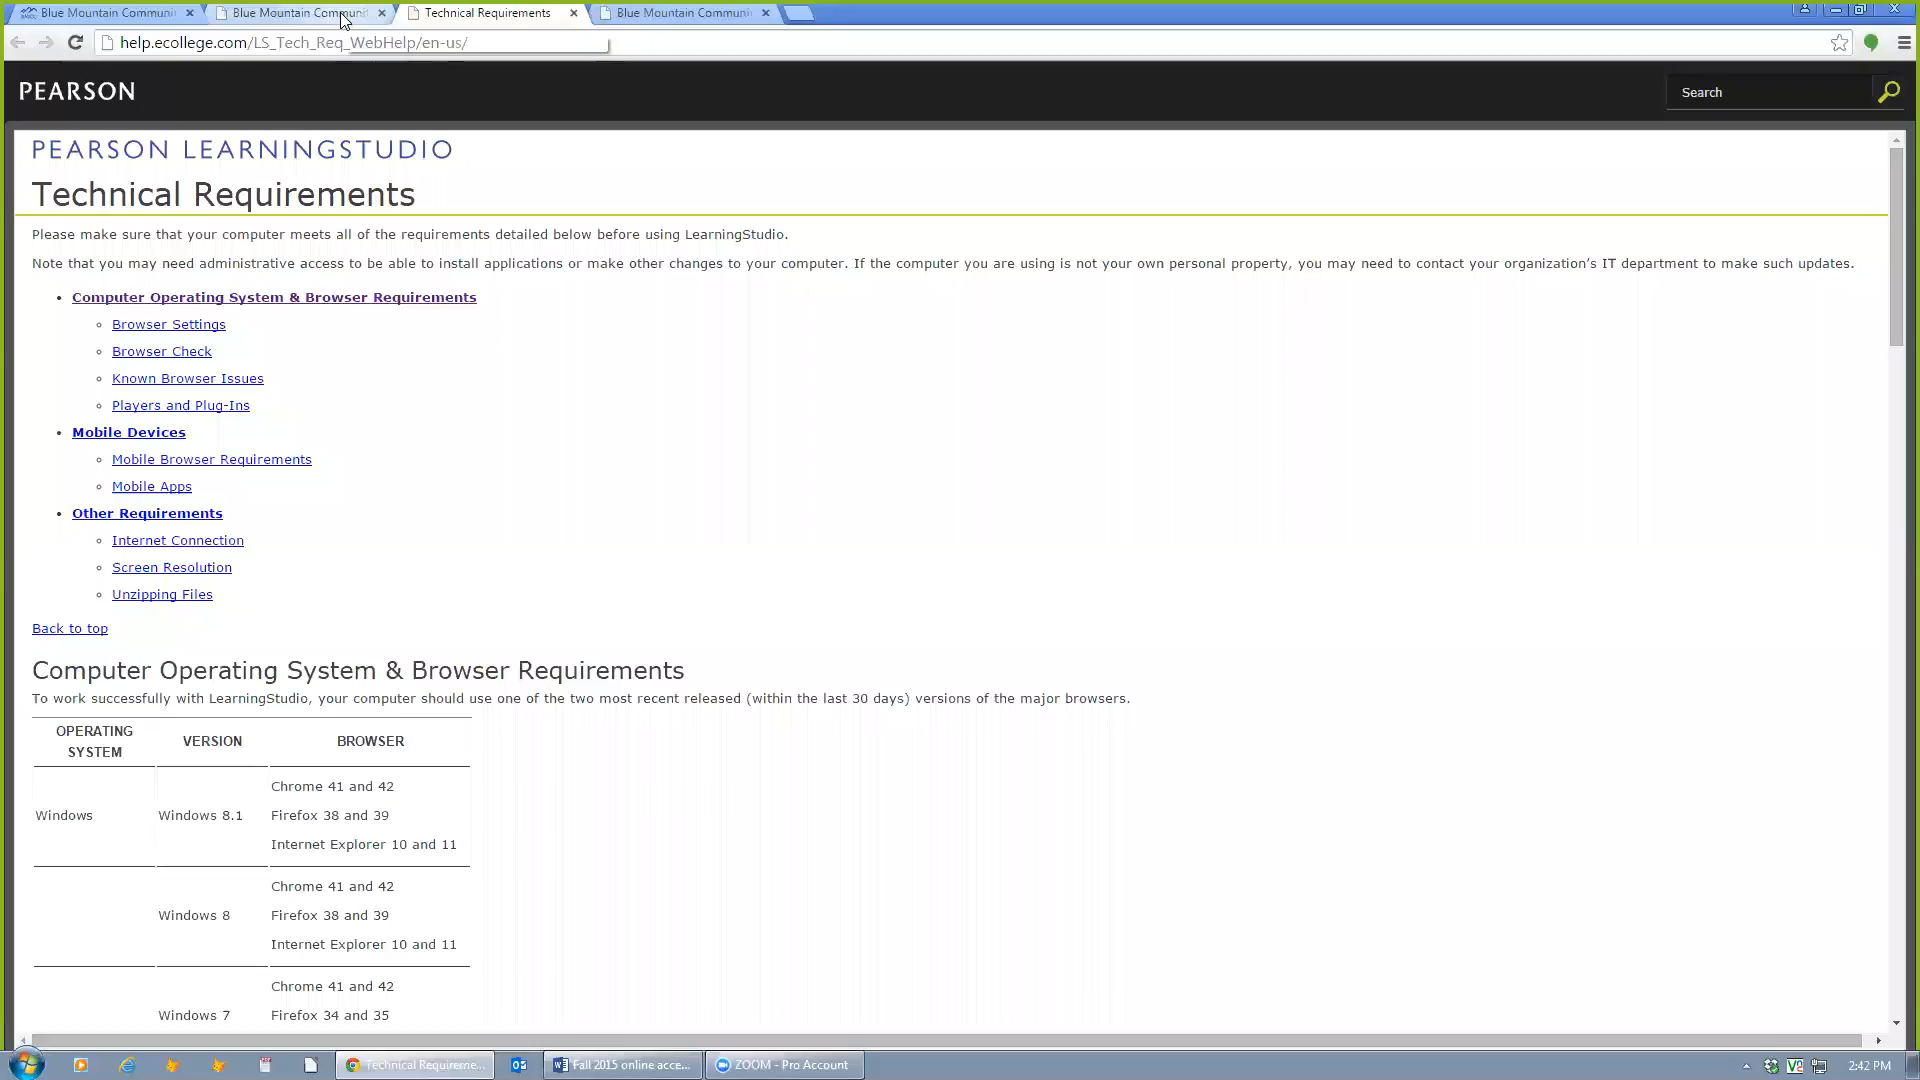 Blue Mountain Communi
Blue Mountain Communi
Technical Requirements
Blue Mountain Communi
help.ecollege.com/LS_Tech_Req_WebHelp/en-us/
PEARSON
Search
PEARSON LEARNINGSTUDIO
Technical Requirements
Please make sure that your computer meets all of the requirements detailed below before using LearningStudio.
Note that you may need administrative access to be able to install applications or make other changes to your computer. If the computer you are using is not your own personal property, you may need to contact your organization's IT department to make such updates.
Computer Operating System & Browser Requirements
Browser Settings
Browser Check
Known Browser Issues
Players and Plug-Ins
Mobile Devices
Mobile Browser Requirements
Mobile Apps
Other Requirements
Internet Connection
Screen Resolution
Unzipping Files
Back to top
Computer Operating System & Browser Requirements
To work successfully with LearningStudio, your computer should use one of the two most recent released (within the last 30 days) versions of the major browsers.
OPERATING SYSTEM VERSION BROWSER
Chrome 41 and 42
Windows Windows 8.1 Firefox 38 and 39
Internet Explorer 10 and 11
Chrome 41 and 42
Windows 8 Firefox 38 and 39
Internet Explorer 10 and 11
Chrome 41 and 42
Windows 7 Firefox 34 and 35
Technical Requireme...
Fall 2015 online acce...
ZOOM - Pro Account
2:42 PM